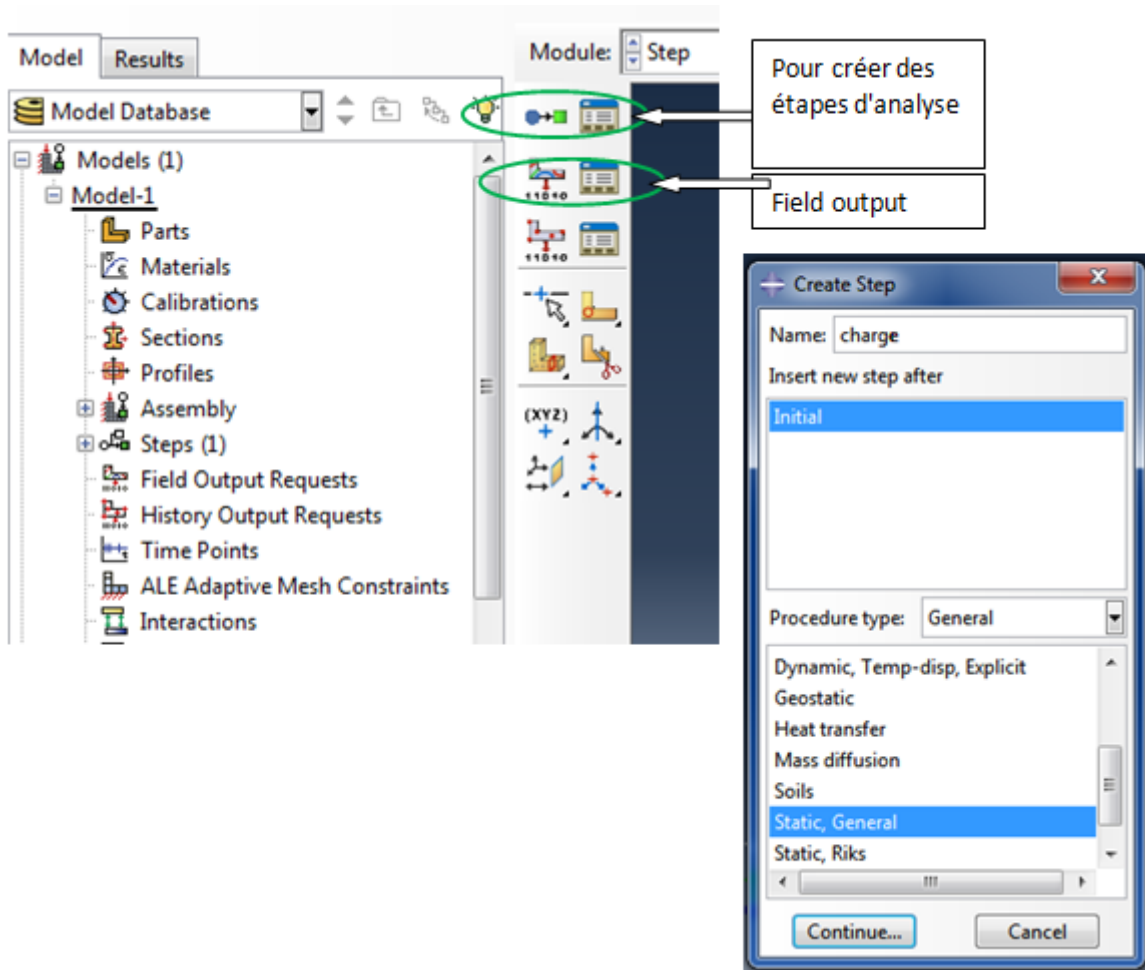 Model
Results
Module:
Step
Model Database
Models (1)
Model-1
Parts
Materials
Calibrations
Sections
Profiles
Assembly
Steps (1)
Field Output Requests
History Output Requests
Time Points
ALE Adaptive Mesh Constraints
Interactions
11010
11010
(XYZ)
Pour créer des
étapes d'analyse
Field output
Create Step
Name: charge
Insert new step after
Initial
Procedure type: General
Dynamic, Temp-disp, Explicit
Geostatic
Heat transfer
Mass diffusion
Soils
Static, General
Static, Riks
Continue...
Cancel